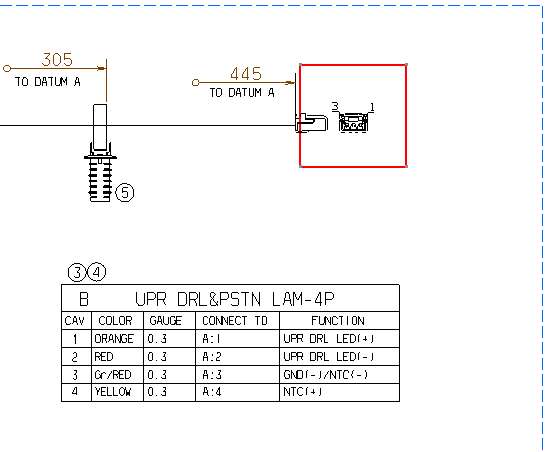 305
TO DATUM A
445
TO DATUM A
3 1
5
3 4
B UPR DRL&PSTN LAM-4P
CAV COLOR GAUGE CONNECT TO FUNCTION
1 ORANGE 0.3 A:1 UPR DRL LED(+)
2 RED 0.3 A:2 UPR DRL LED(-)
3 Gr/RED 0.3 A:3 GND(-)/NTC(-)
4 YELLOW 0.3 A:4 NTC(+)